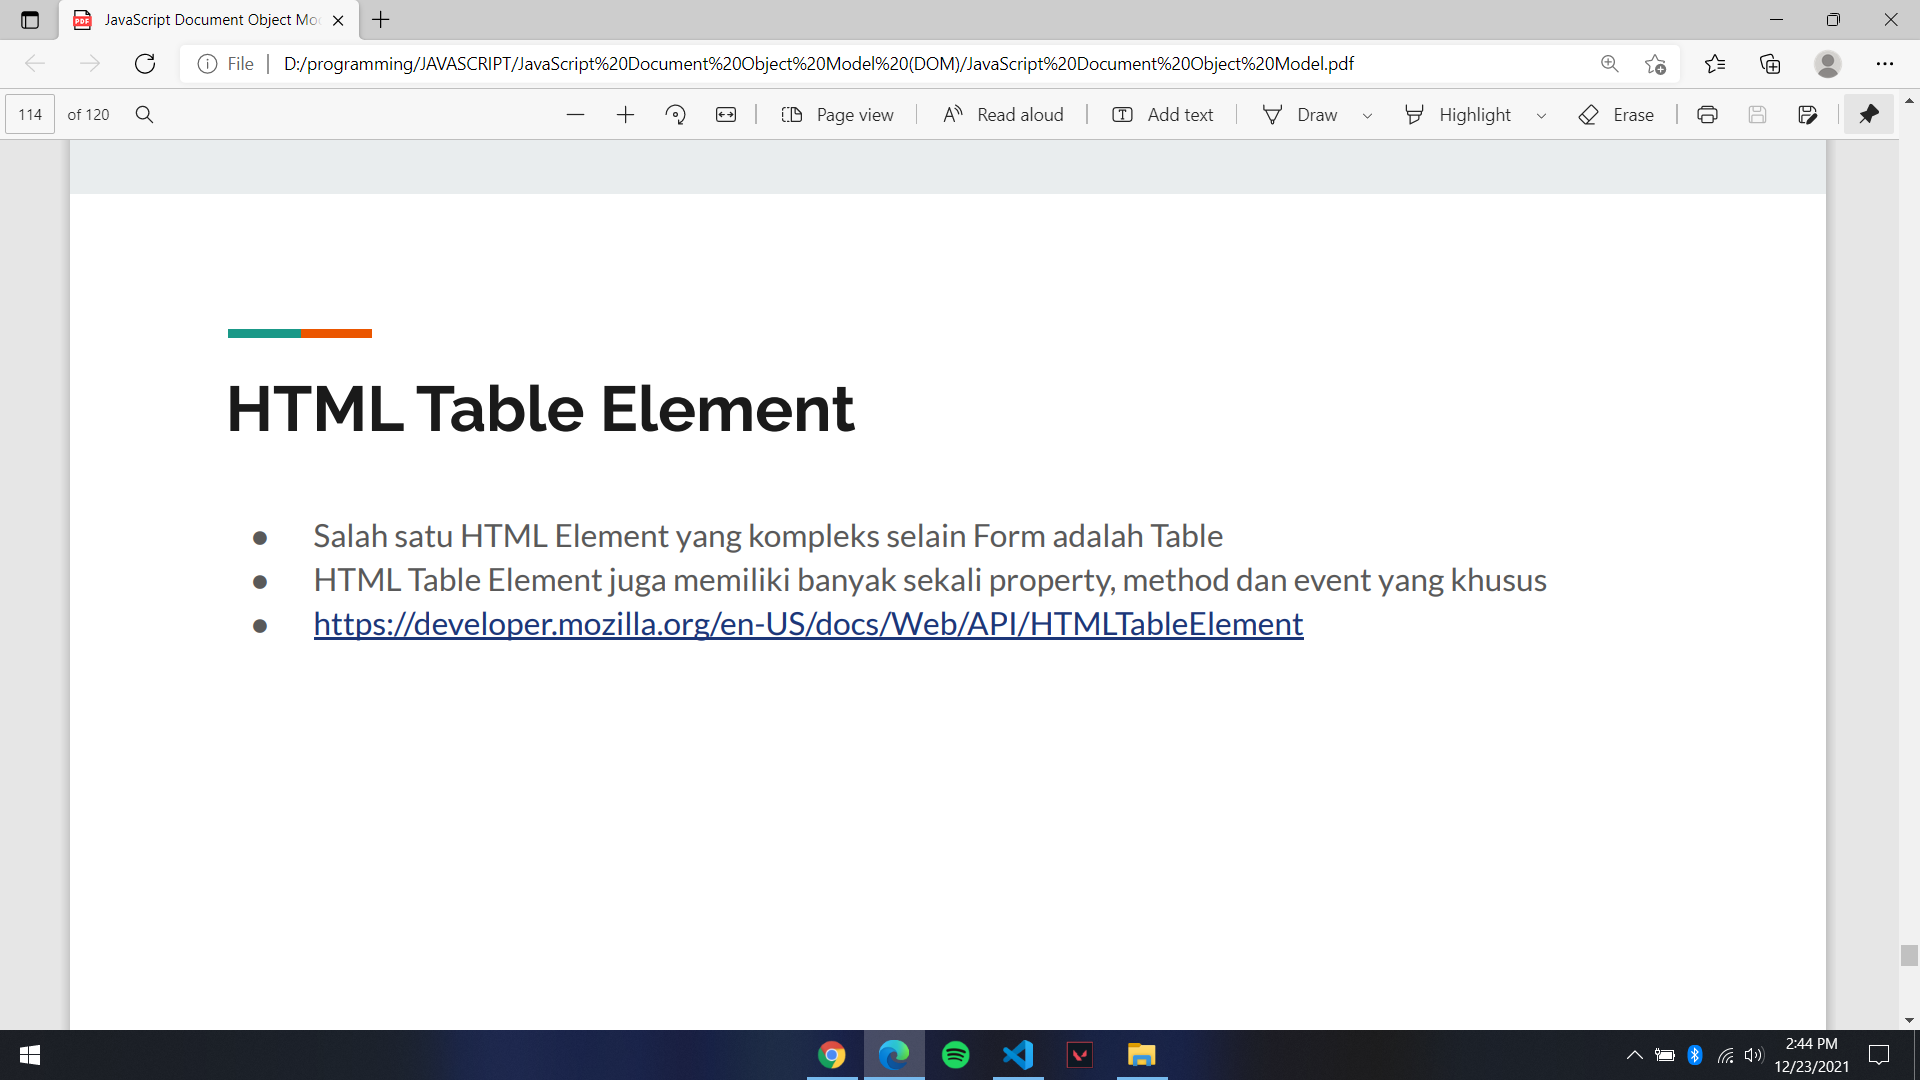 JavaScript Document Object Mo
File
D:/programming/JAVASCRIPT/JavaScript%20Document%20Object%20Model%20(DOM)/JavaScript%20Document%20Object%20Model.pdf
114 of 120
Page view
Read aloud
Add text
Draw
Highlight
Erase
HTML Table Element
● Salah satu HTML Element yang kompleks selain Form adalah Table
● HTML Table Element juga memiliki banyak sekali property, method dan event yang khusus
● https://developer.mozilla.org/en-US/docs/Web/API/HTMLTableElement
2:44 PM
12/23/2021